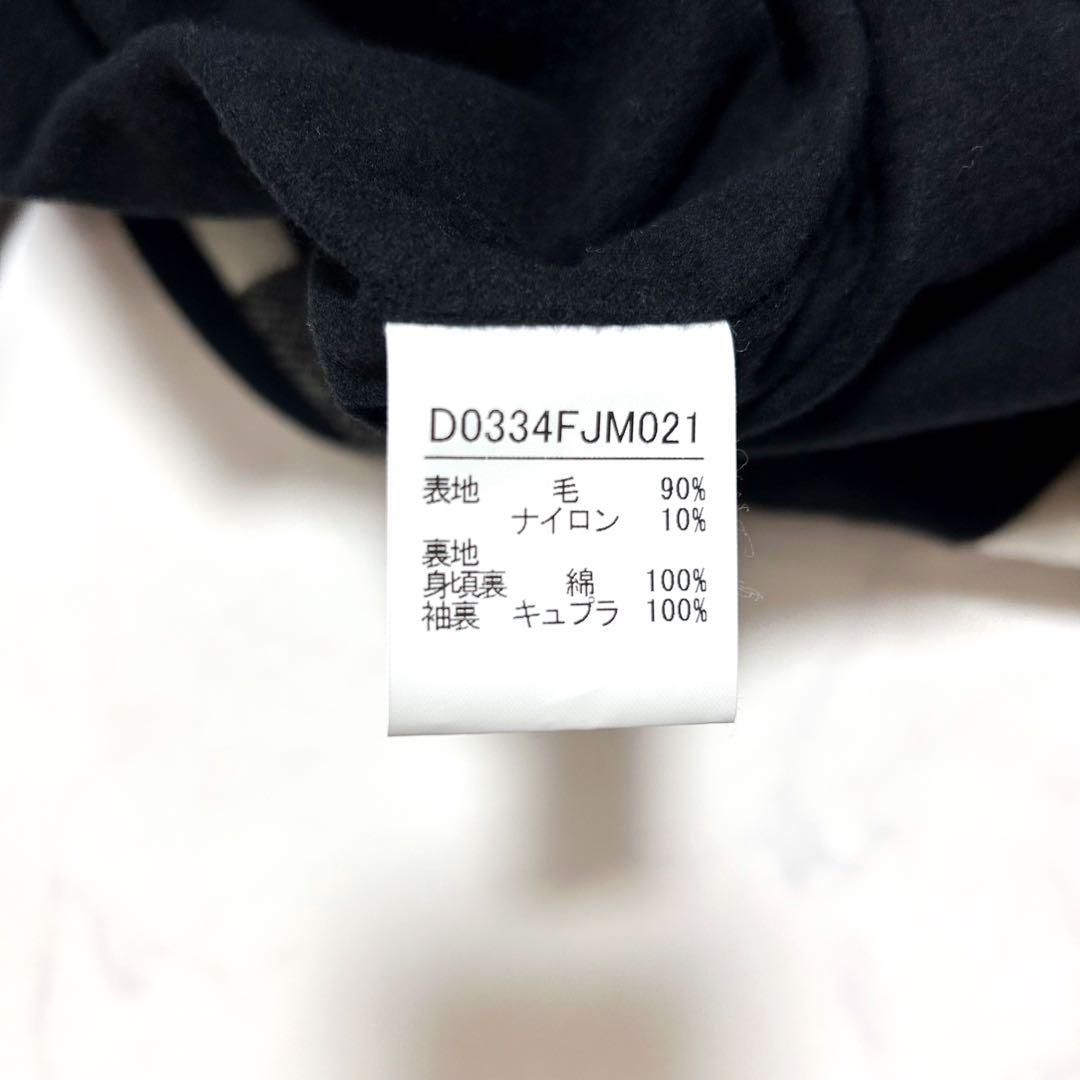 D0334FJM021
表地 毛 90%
ナイロン 10%
裏地
身頃裏 綿 100%
袖裏 キュプラ 100%